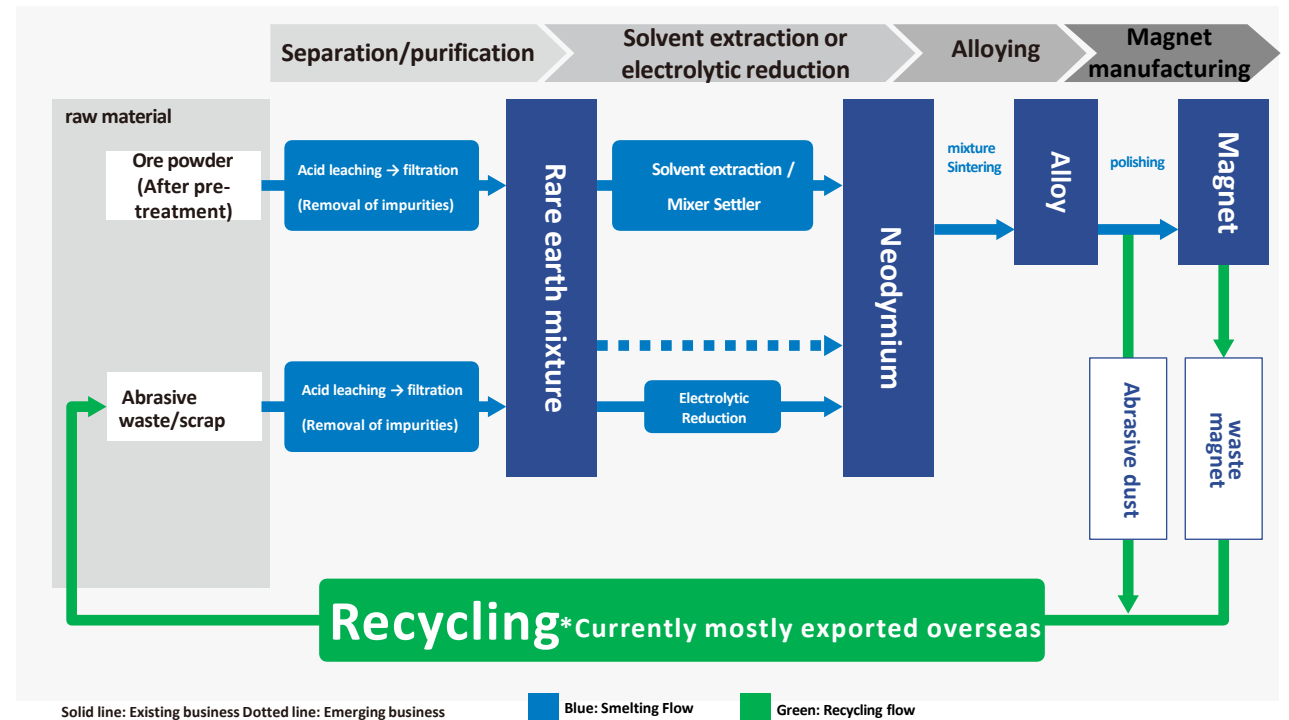 Separation/purification
Solvent extraction or
electrolytic reduction
Alloying
Magnet
manufacturing
raw material
Ore powder
(After pre-
treatment)
Acid leaching → filtration
(Removal of impurities)
Rare earth mixture
Solvent extraction /
Mixer Settler
Neodymium
mixture
Sintering
Alloy
polishing
Magnet
Abrasive
waste/scrap
Acid leaching → filtration
(Removal of impurities)
Electrolytic
Reduction
Abrasive dust
waste
magnet
Recycling*Currently mostly exported overseas
Solid line: Existing business Dotted line: Emerging business
Blue: Smelting Flow
Green: Recycling flow